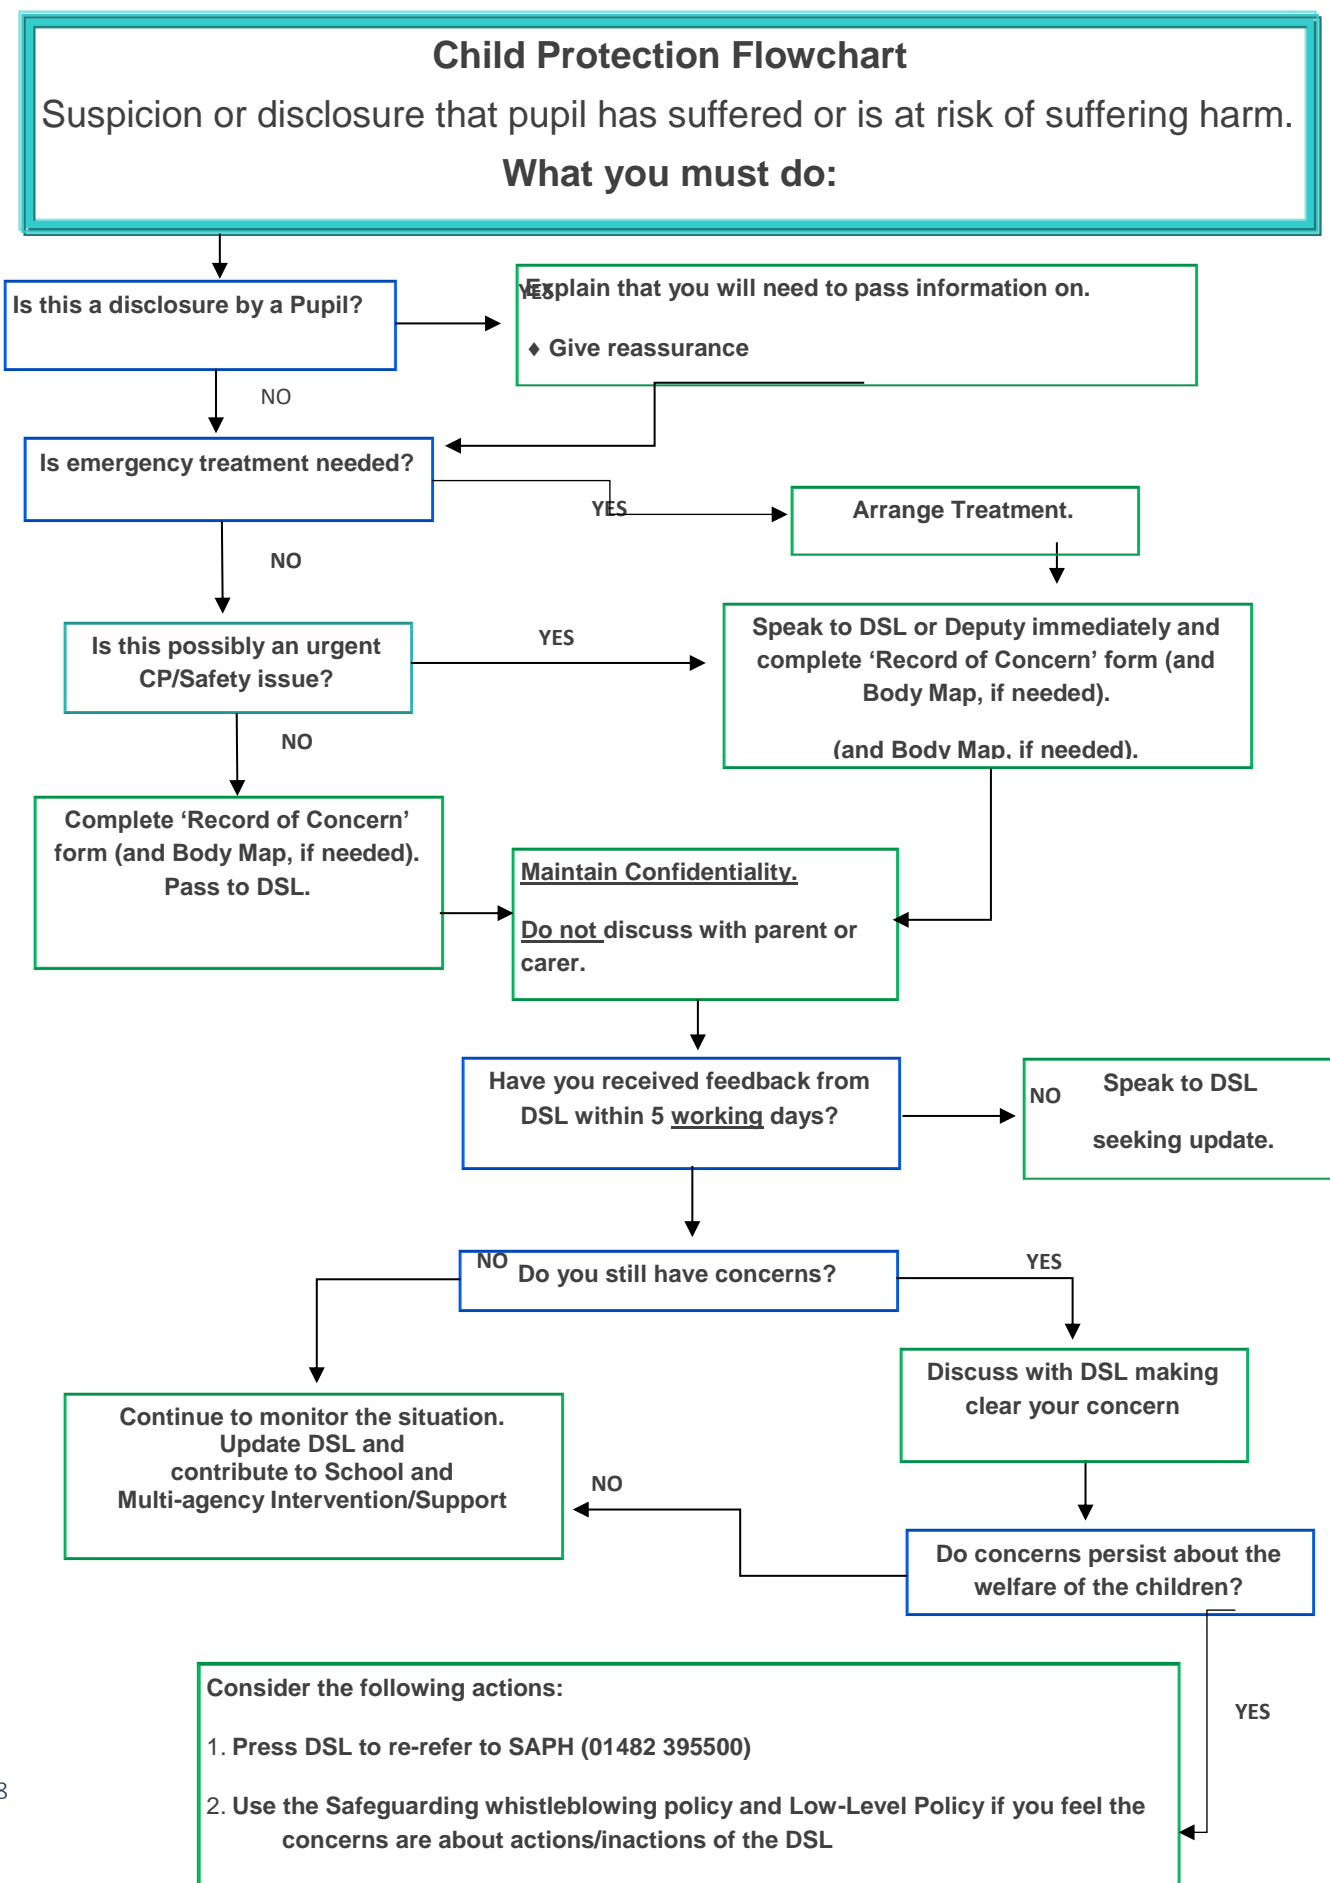 Child Protection Flowchart
Suspicion or disclosure that pupil has suffered or is at risk of suffering harm.
What you must do:
Is this a disclosure by a Pupil?
YES
Explain that you will need to pass information on.
♦ Give reassurance
NO
Is emergency treatment needed?
YES
Arrange Treatment.
NO
Is this possibly an urgent
CP/Safety issue?
YES
Speak to DSL or Deputy immediately and
complete ‘Record of Concern’ form (and
Body Map, if needed).
(and Body Map, if needed).
NO
Complete ‘Record of Concern’
form (and Body Map, if needed).
Pass to DSL.
Maintain Confidentiality.
Do not discuss with parent or
carer.
Have you received feedback from
DSL within 5 working days?
NO
Speak to DSL
seeking update.
NO
Do you still have concerns?
YES
Discuss with DSL making
clear your concern
Continue to monitor the situation.
Update DSL and
contribute to School and
Multi-agency Intervention/Support
NO
Do concerns persist about the
welfare of the children?
YES
Consider the following actions:
1. Press DSL to re-refer to SAPH (01482 395500)
2. Use the Safeguarding whistleblowing policy and Low-Level Policy if you feel the
concerns are about actions/inactions of the DSL
8